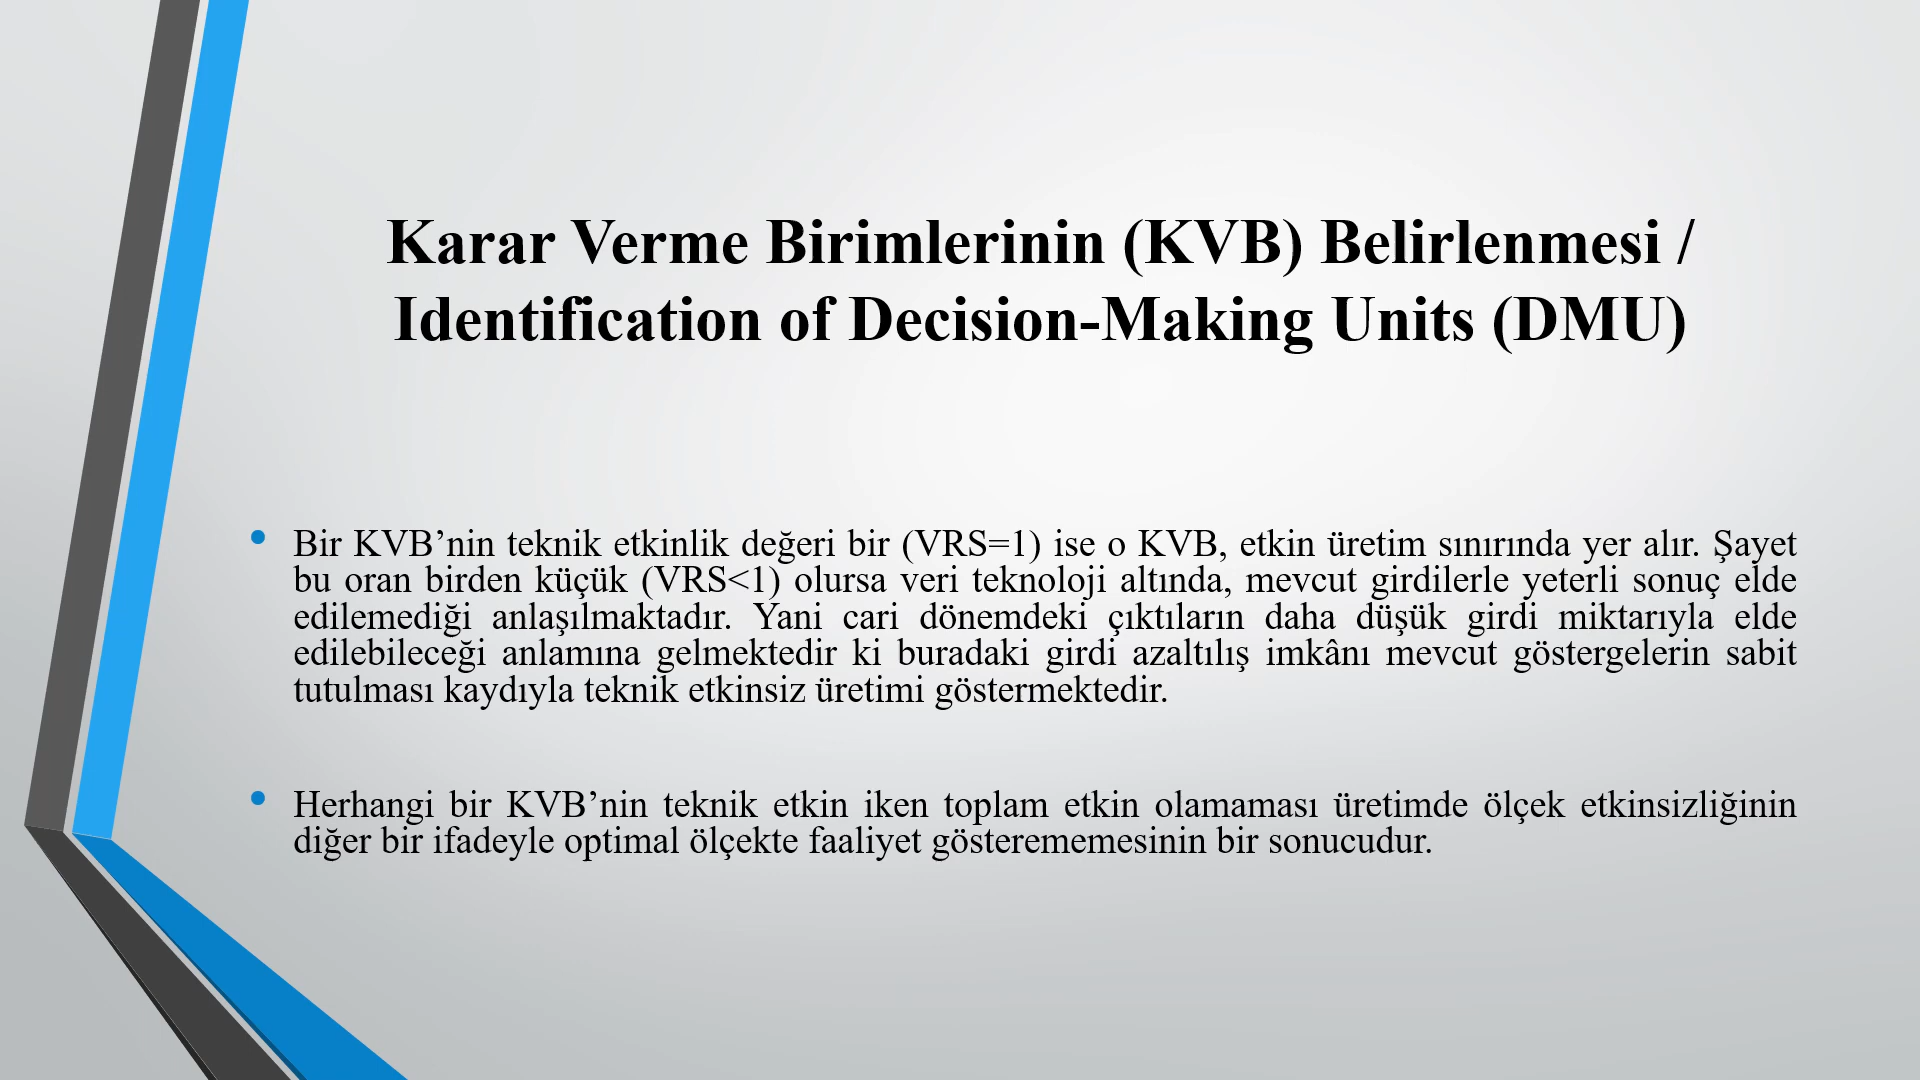 Karar Verme Birimlerinin (KVB) Belirlenmesi /
Identification of Decision-Making Units (DMU)
• Bir KVB’nin teknik etkinlik değeri bir (VRS=1) ise o KVB, etkin üretim sınırında yer alır. Şayet
bu oran birden küçük (VRS<1) olursa veri teknoloji altında, mevcut girdilerle yeterli sonuç elde
edilemediği anlaşılmaktadır. Yani cari dönemdeki çıktıların daha düşük girdi miktarıyla elde
edilebileceği anlamına gelmektedir ki buradaki girdi azaltılış imkânı mevcut göstergelerin sabit
tutulması kaydıyla teknik etkinsiz üretimi göstermektedir.
• Herhangi bir KVB’nin teknik etkin iken toplam etkin olamaması üretimde ölçek etkinsizliğinin
diğer bir ifadeyle optimal ölçekte faaliyet gösterememesinin bir sonucudur.